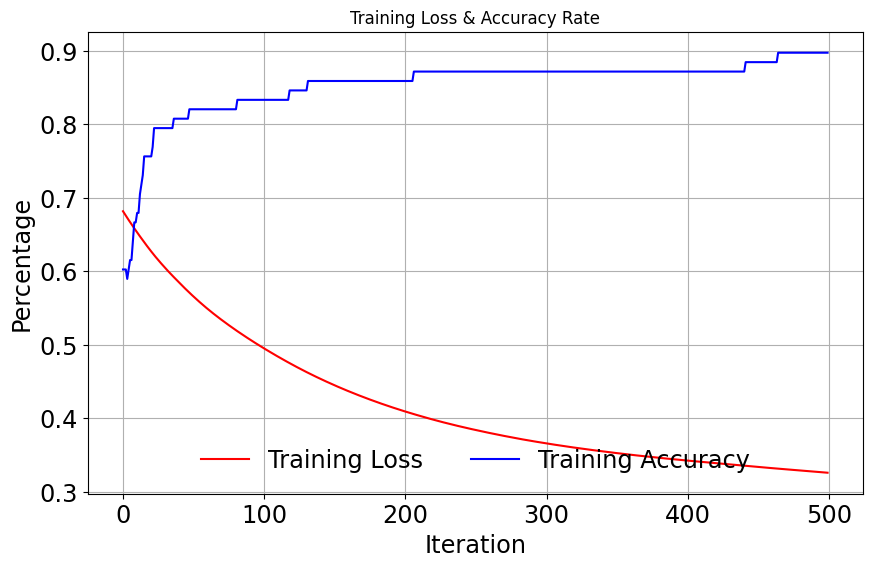 Training Loss & Accuracy Rate
0.9
0.8
0.7
0.6
0.5
0.4
0.3
Percentage
Training Loss
Training Accuracy
0
100
200
300
400
500
Iteration